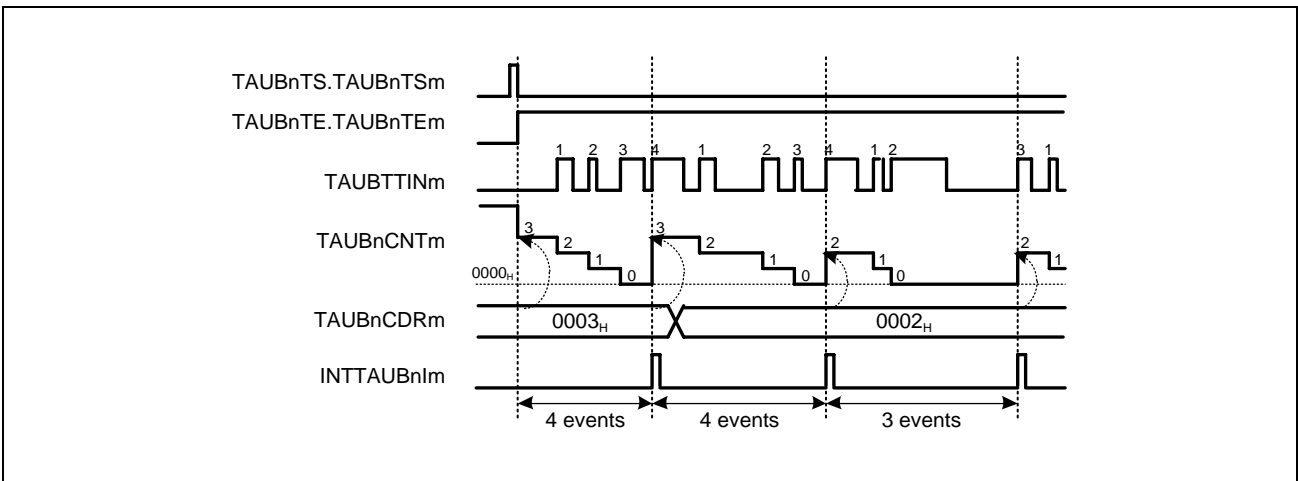 TAUBnTS.TAUBnTSm
TAUBnTE.TAUBnTEm
1 2 3 4 1 2 3 4 1 2 3 1
TAUBTTINm
TAUBnCNTm
3 2 1 0 3 2 1 0 2 1 0 2 1
0000H
TAUBnCDRm
0003H 0002H
INTTAUBnIm
4 events 4 events 3 events